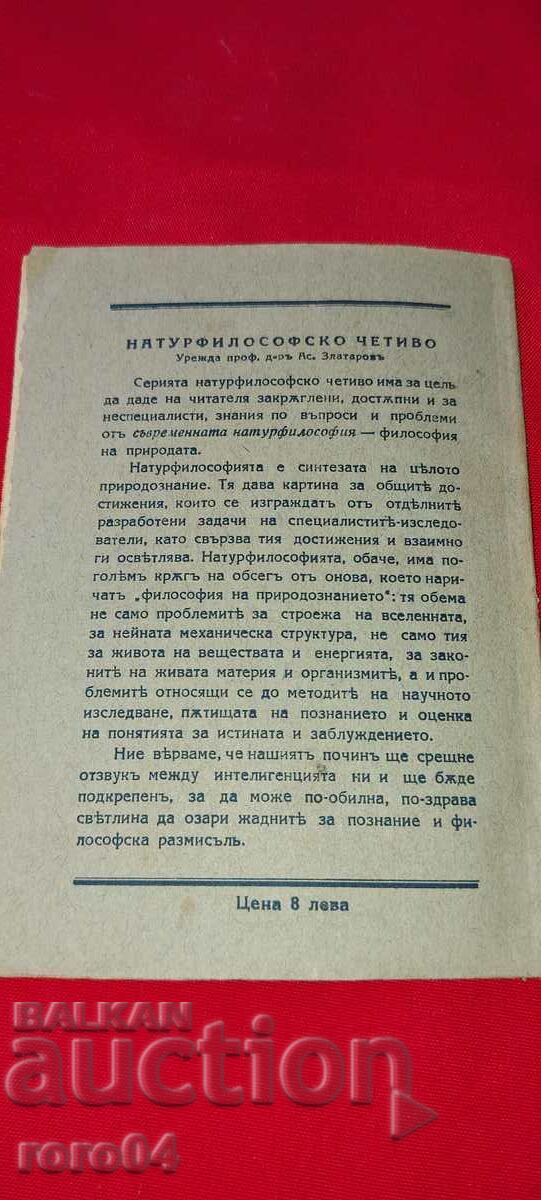 НАТУРФИЛОСОФСКО ЧЕТИВО
Урежда проф. д-ръ Ас. Златаровъ
Серията натурфилософско четиво има за цель
да даде на читателя закрѫглени, достѫпни и за
неспециалисти, знания по въпроси и проблеми
отъ съвременната натурфилософия — философия
на природата.
Натурфилософията е синтезата на цѣлото
природознание. Тя дава картина за общитѣ до-
стижения, които се изграждатъ отъ отдѣлнитѣ
разработени задачи на специалиститѣ-изследо-
ватели, като свързва тия достижения и взаимно
ги освѣтлява. Натурфилософията, обаче, има по-
голѣмъ крѫгъ на обсегъ отъ онова, което нари-
чатъ „философия на природознанието“: тя обема
не само проблемитѣ за строежа на вселенната,
за нейната механическа структура, не само тия
за живота на веществата и енергията, за зако-
нитѣ на живата материя и организмитѣ, а и про-
блемитѣ относящи се до методитѣ на научното
изследване, пѫтищата на познанието и оценка
на понятията за истината и заблуждението.
Ние вѣрваме, че нашиятъ починъ ще срещне
отзвукъ между интелигенцията ни и ще бѫде
подкрепенъ, за да може по-обилна, по-здрава
свѣтлина да озари жаднитѣ за познание и фи-
лософска размисъль.
Цена 8 лева
BALKAN
auction
roro04